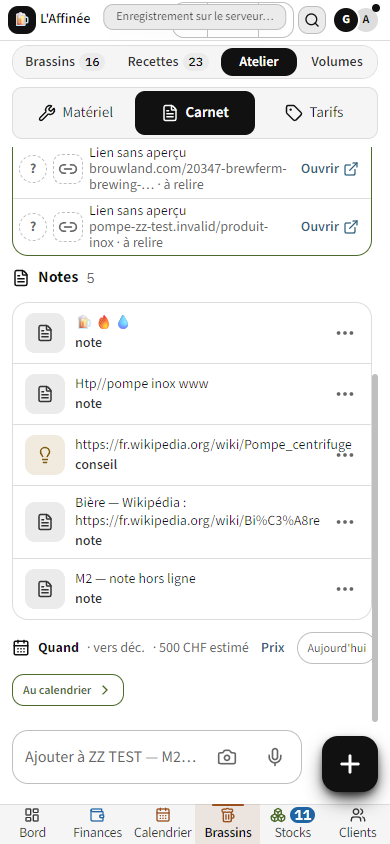 L'Affinée
Enregistrement sur le serveur…
G
A
Brassins 16
Recettes 23
Atelier
Volumes
Matériel
Carnet
Tarifs
?
Lien sans aperçu
brouwland.com/20347-brewferm-
brewing-… · à relire
Ouvrir
?
Lien sans aperçu
pompe-zz-test.invalid/produit-
inox · à relire
Ouvrir
Notes 5
🍺 🔥 💧
note
Http//pompe inox www
note
https://fr.wikipedia.org/wiki/Pompe_centrifuge
conseil
Bière — Wikipédia :
https://fr.wikipedia.org/wiki/Bi%C3%A8re
note
M2 — note hors ligne
note
Quand · vers déc. · 500 CHF estimé Prix Aujourd'hui
Au calendrier
Ajouter à ZZ TEST — M2…
Bord
Finances
Calendrier
Brassins
11
Stocks
Clients